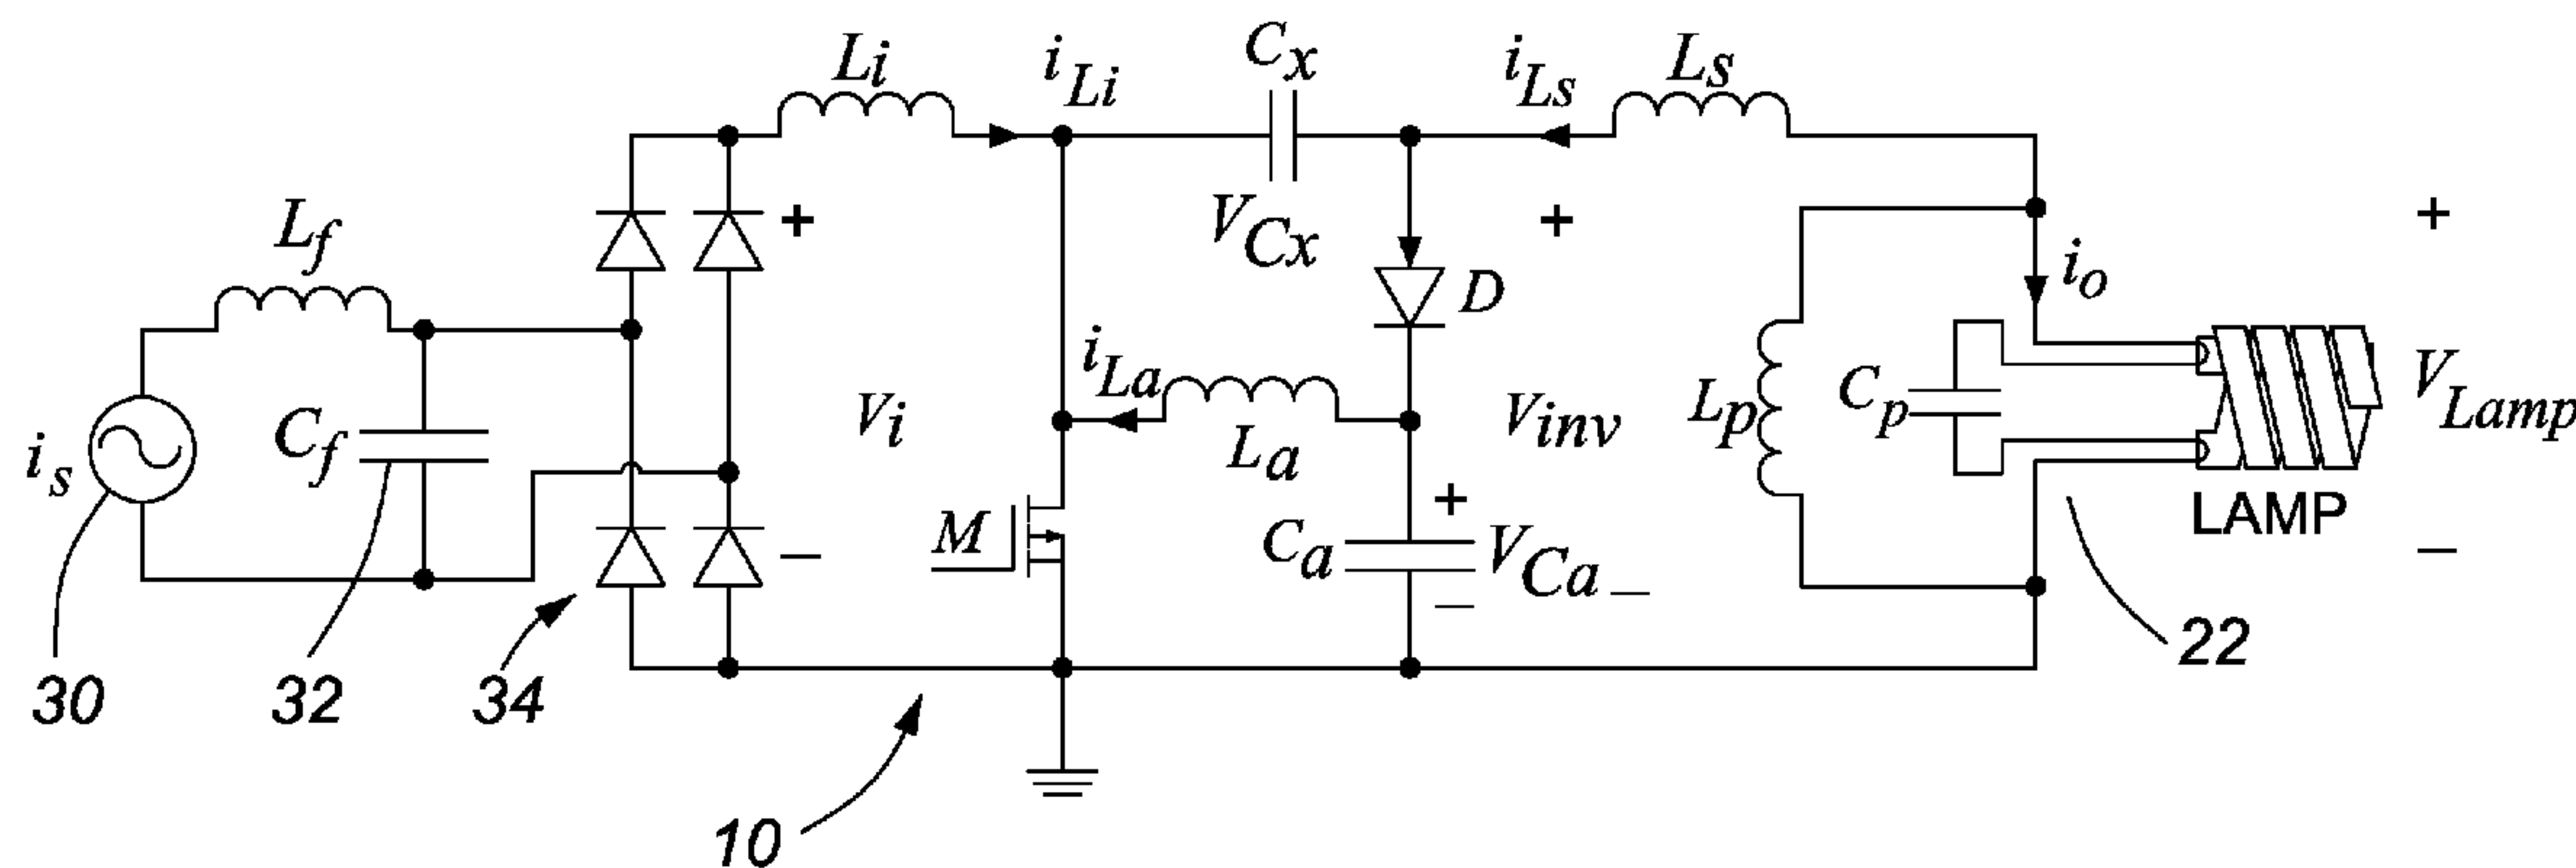 Li
iLi
Cx
iLs
Ls
+
VCx
+
+
Lf
io
D
iLa
Vi
Vinv
Lp
Cp
VLamp
is
Cf
La
M
+
Ca
VCa
LAMP
–
–
–
–
30
32
34
22
10